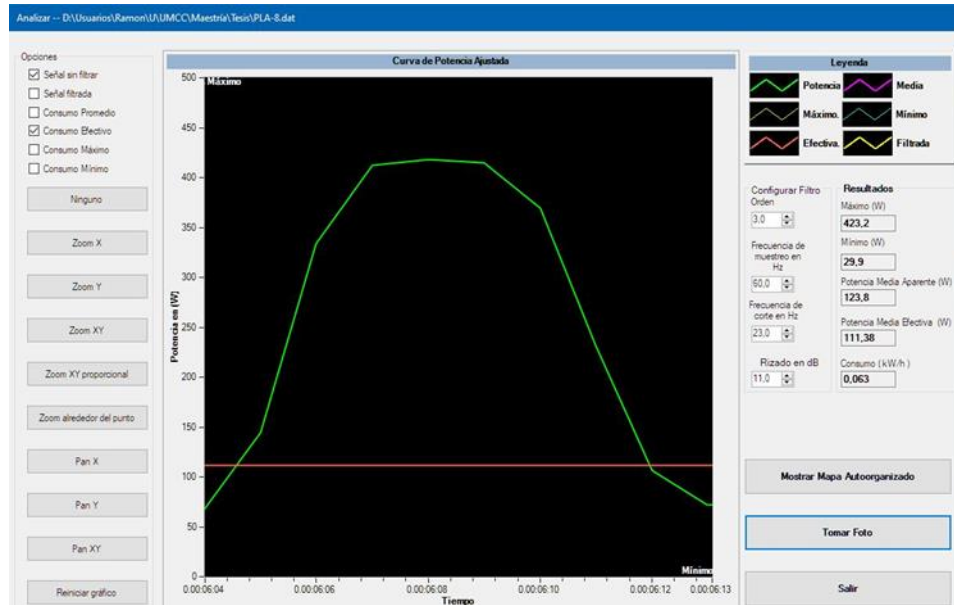 Analizar -- D:\Usuarios\Ramon\U\UMCC\Maestría\Tesis\PLA-8.dat
Opciones
Señal sin filtrar
Señal filtrada
Consumo Promedio
Consumo Efectivo
Consumo Máximo
Consumo Mínimo
Ninguno
Zoom X
Zoom Y
Zoom XY
Zoom XY proporcional
Zoom alrededor del punto
Pan X
Pan Y
Pan XY
Reiniciar gráfico
Curva de Potencia Ajustada
Máximo
500
450
400
350
300
250
200
150
100
50
0
Potencia en (W)
Mínimo
0.00:06:04 0.00:06:06 0.00:06:08 0.00:06:10 0.00:06:12 0.00:06:13
Tiempo
Leyenda
Potencia Media
Máximo. Mínimo
Efectiva. Filtrada
Configurar Filtro
Orden
3,0
Frecuencia de
muestreo en
Hz
60,0
Frecuencia de
corte en Hz
23,0
Rizado en dB
11,0
Resultados
Máximo (W)
423,2
Mínimo (W)
29,9
Potencia Media Aparente (W)
123,8
Potencia Media Efectiva (W)
111,38
Consumo (kW/h)
0,063
Mostrar Mapa Autoorganizado
Tomar Foto
Salir